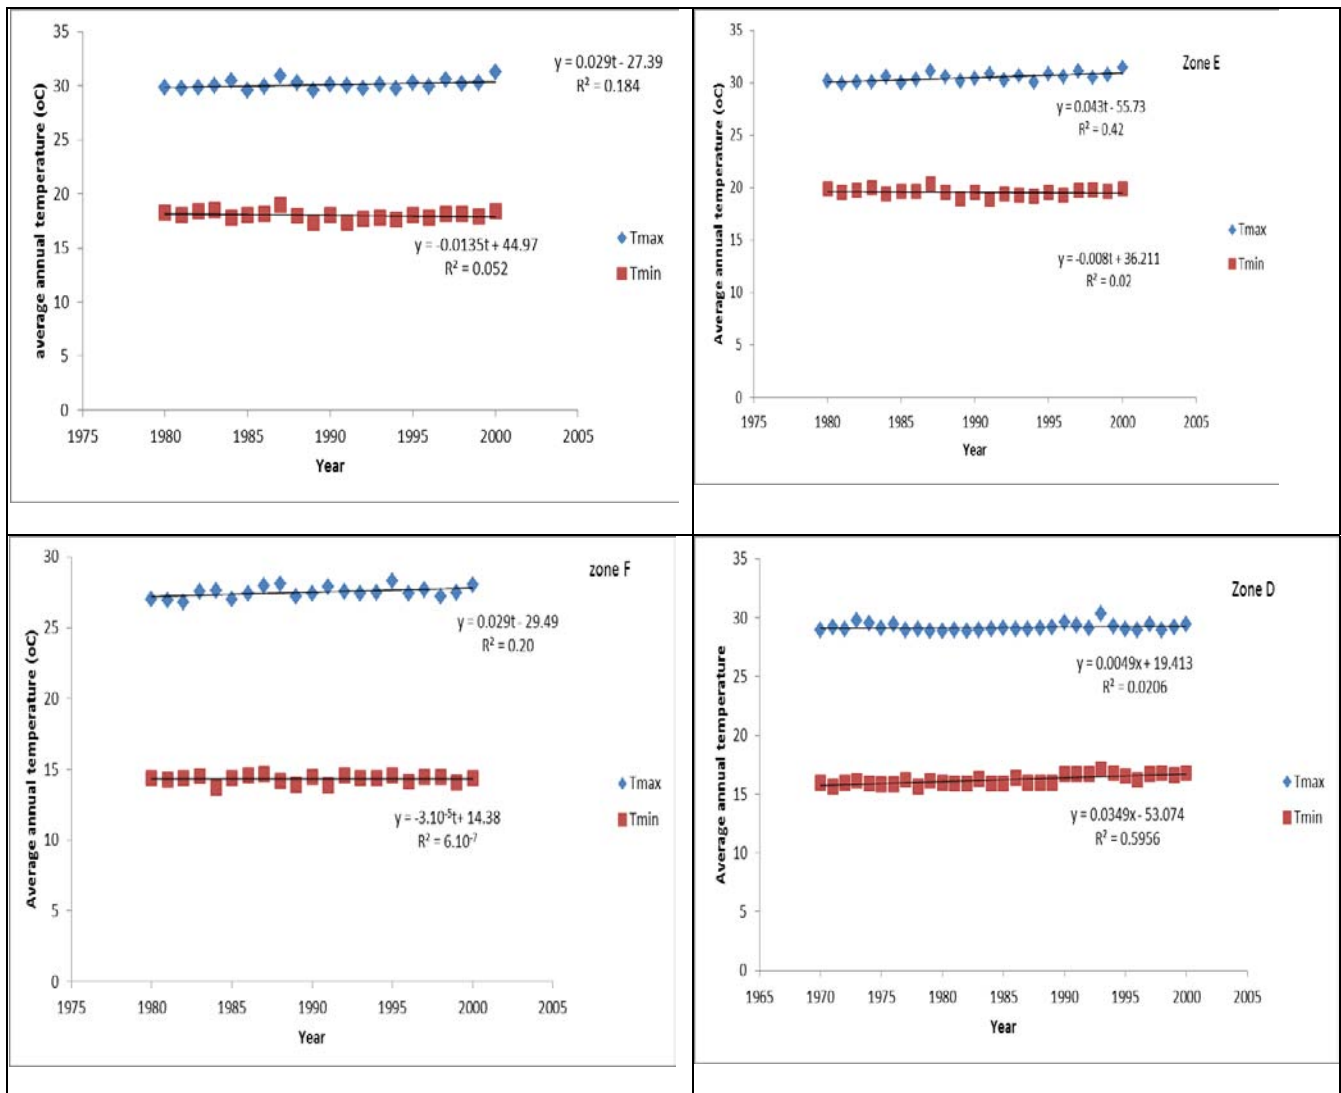 35
30
25
20
15
10
5
0
average annual temperature (oC)
y = 0.029t - 27.39
R² = 0.184
y = -0.0135t + 44.97
R² = 0.052
Tmax
Tmin
1975 1980 1985 1990 1995 2000 2005
Year
35
30
25
20
15
10
5
0
Average annual temperature (oC)
Zone E
y = 0.043t - 55.73
R² = 0.42
y = -0.008t + 36.211
R² = 0.02
Tmax
Tmin
1975 1980 1985 1990 1995 2000 2005
Year
30
25
20
15
10
5
0
Average annual temperature (oC)
zone F
y = 0.029t - 29.49
R² = 0.20
y = -3.10⁻⁵t + 14.38
R² = 6.10⁻⁷
Tmax
Tmin
1975 1980 1985 1990 1995 2000 2005
Year
35
30
25
20
15
10
5
0
Average annual temperature
Zone D
y = 0.0049x + 19.413
R² = 0.0206
y = 0.0349x - 53.074
R² = 0.5956
Tmax
Tmin
1965 1970 1975 1980 1985 1990 1995 2000 2005
Year